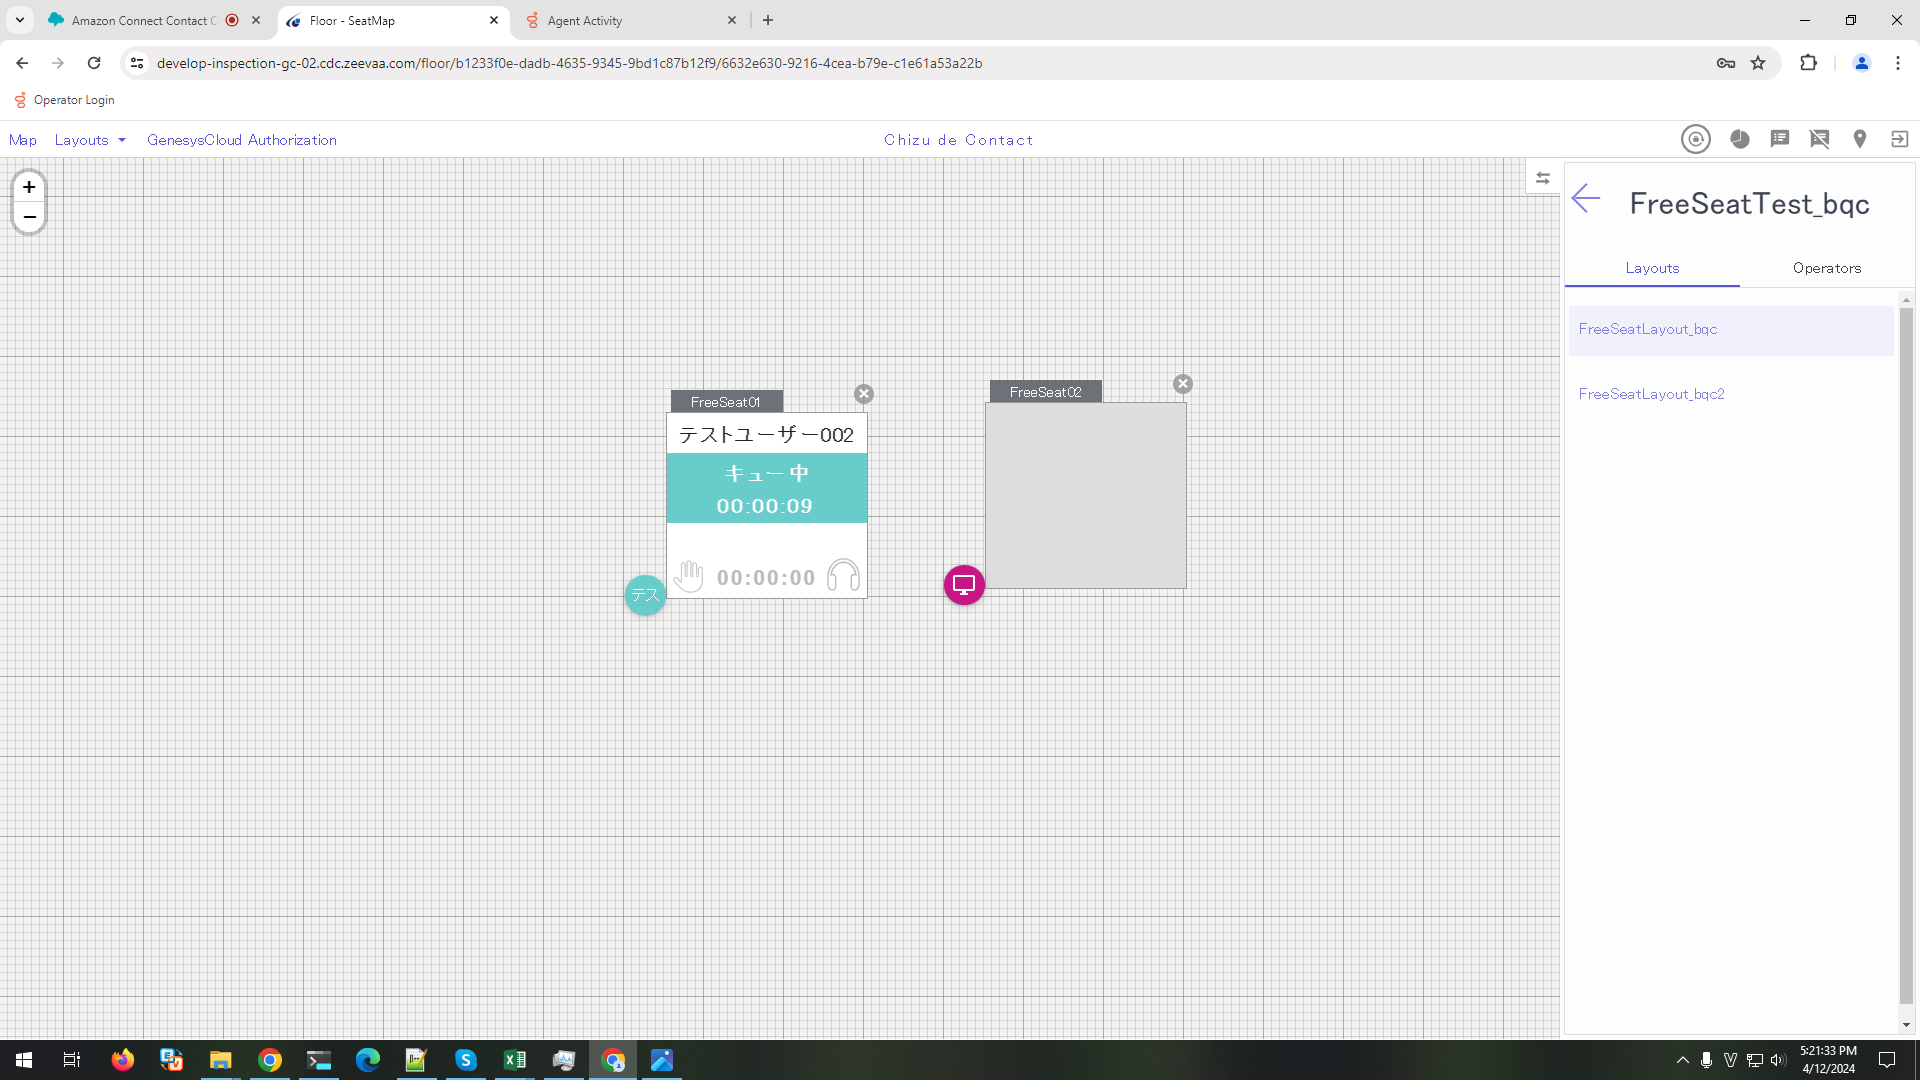 Amazon Connect Contact C
Floor - SeatMap
Agent Activity
develop-inspection-gc-02.cdc.zeevaa.com/floor/b1233f0e-dadb-4635-9345-9bd1c87b12f9/6632e630-9216-4cea-b79e-c1e61a53a22b
Operator Login
Map Layouts GenesysCloud Authorization
Chizu de Contact
+
−
FreeSeatTest_bqc
Layouts Operators
FreeSeatLayout_bqc
FreeSeatLayout_bqc2
FreeSeat01
テストユーザー002
キュー中
00:00:09
00:00:00
テス
FreeSeat02
5:21:33 PM
4/12/2024